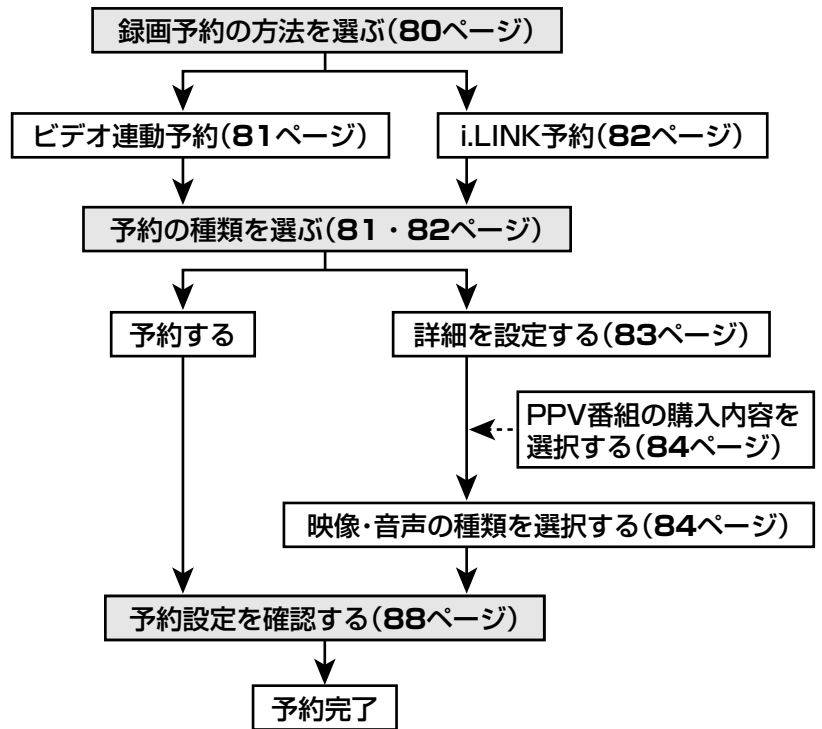 録画予約の方法を選ぶ(80ページ)
ビデオ連動予約(81ページ)
i.LINK予約(82ページ)
予約の種類を選ぶ(81・82ページ)
予約する
詳細を設定する(83ページ)
PPV番組の購入内容を
選択する(84ページ)
映像・音声の種類を選択する(84ページ)
予約設定を確認する(88ページ)
予約完了